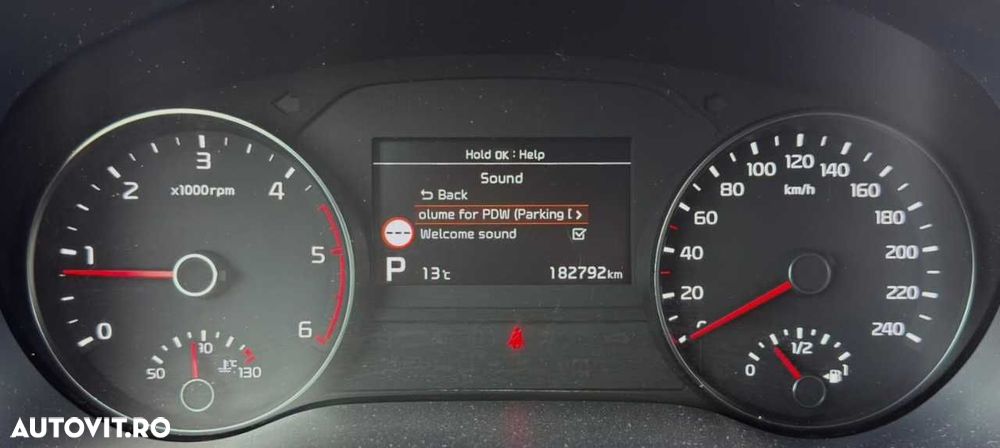 Hold OK : Help
Sound
Back
olume for PDW (Parking D
Welcome sound
P 13°C 182792km
x1000rpm
0 1 2 3 4 5 6
50 90 130
°C
km/h
0 20 40 60 80 100 120 140 160 180 200 220 240
0 1/2 1
AUTOVIT.RO